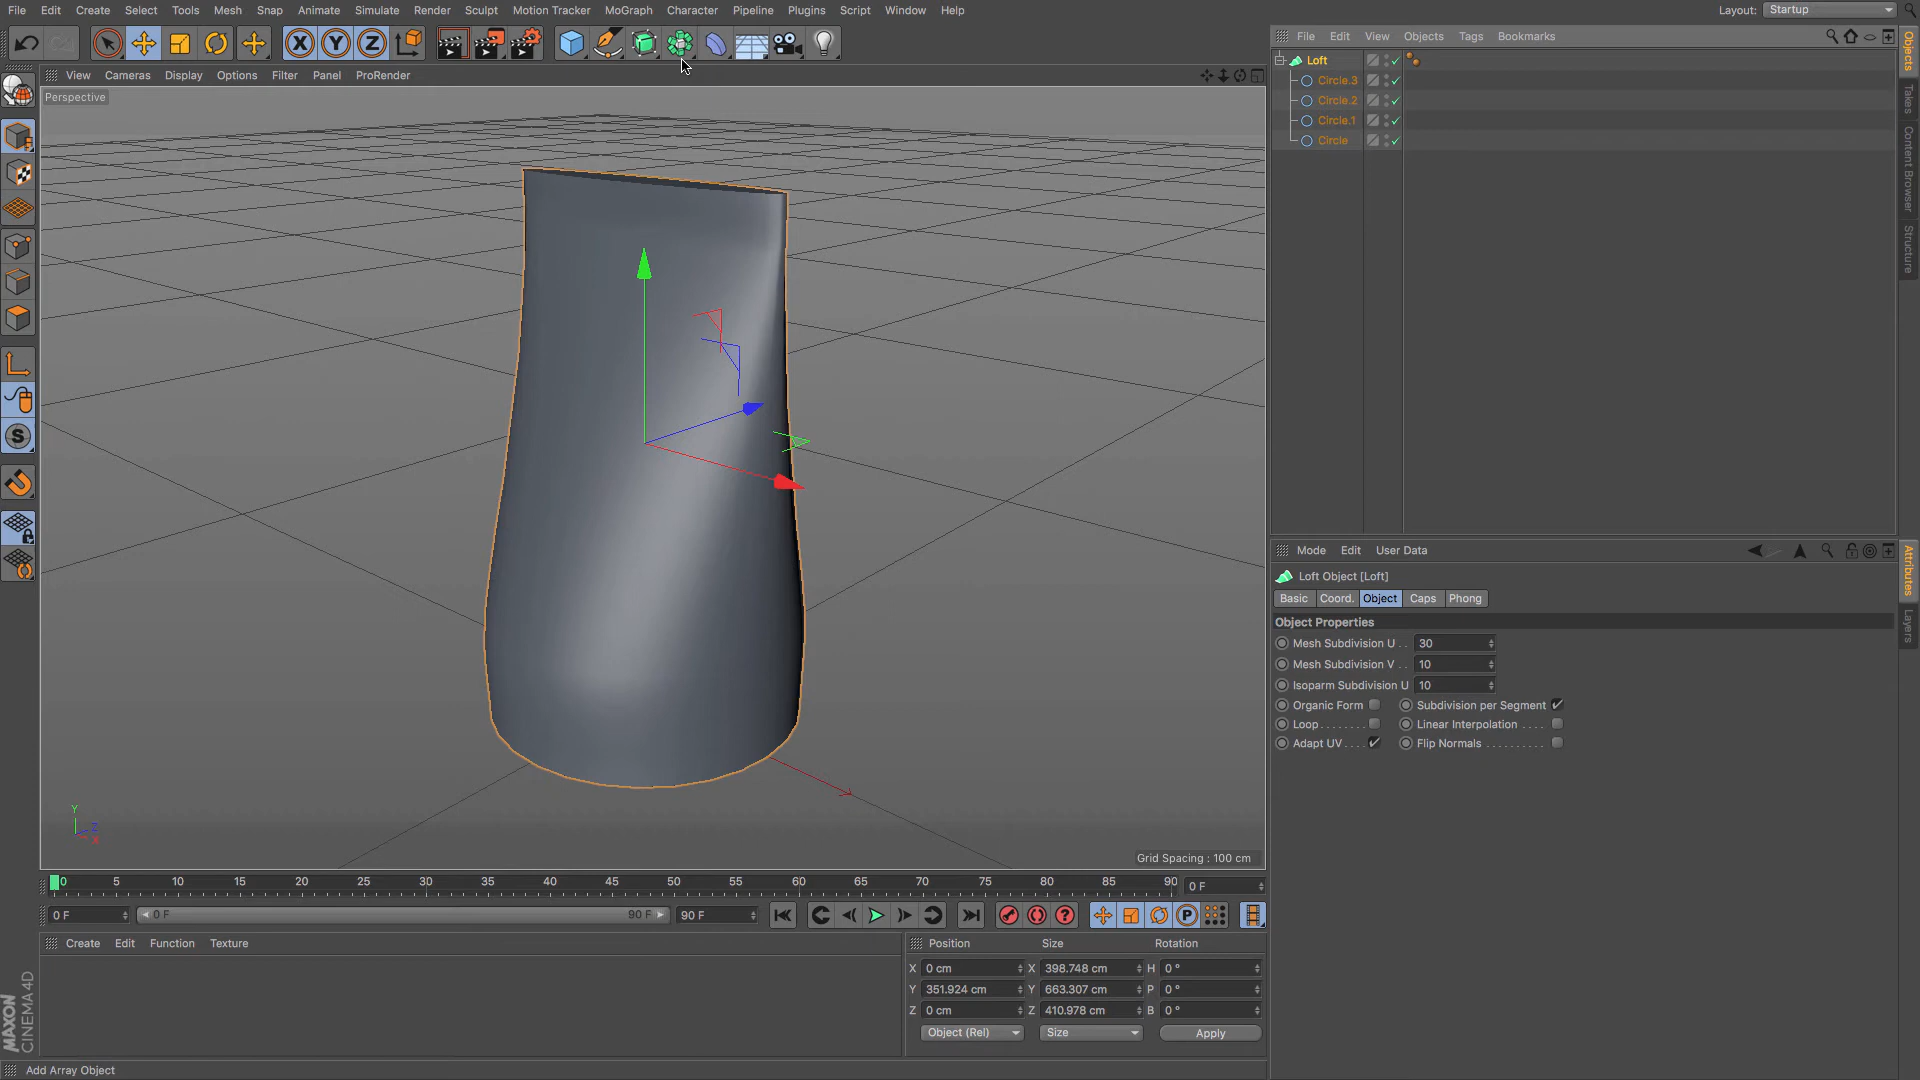 File Edit Create Select Tools Mesh Snap Animate Simulate Render Sculpt Motion Tracker MoGraph Character Pipeline Plugins Script Window Help
Layout: Startup
View Cameras Display Options Filter Panel ProRender
Perspective
Grid Spacing : 100 cm
Y
Z
X
File Edit View Objects Tags Bookmarks
Loft
Circle.3
Circle.2
Circle.1
Circle
Objects
Takes
Content Browser
Structure
Mode Edit User Data
Loft Object [Loft]
Basic Coord. Object Caps Phong
Object Properties
Mesh Subdivision U . . 30
Mesh Subdivision V . . 10
Isoparm Subdivision U 10
Organic Form Subdivision per Segment
Loop . . . . . . . Linear Interpolation . . . .
Adapt UV . . . . Flip Normals . . . . . . . . . .
Attributes
Layers
0 5 10 15 20 25 30 35 40 45 50 55 60 65 70 75 80 85 90 0 F
0 F 0 F 90 F 90 F
Create Edit Function Texture
Position Size Rotation
X 0 cm X 398.748 cm H 0 °
Y 351.924 cm Y 663.307 cm P 0 °
Z 0 cm Z 410.978 cm B 0 °
Object (Rel) Size Apply
MAXON
CINEMA 4D
Add Array Object